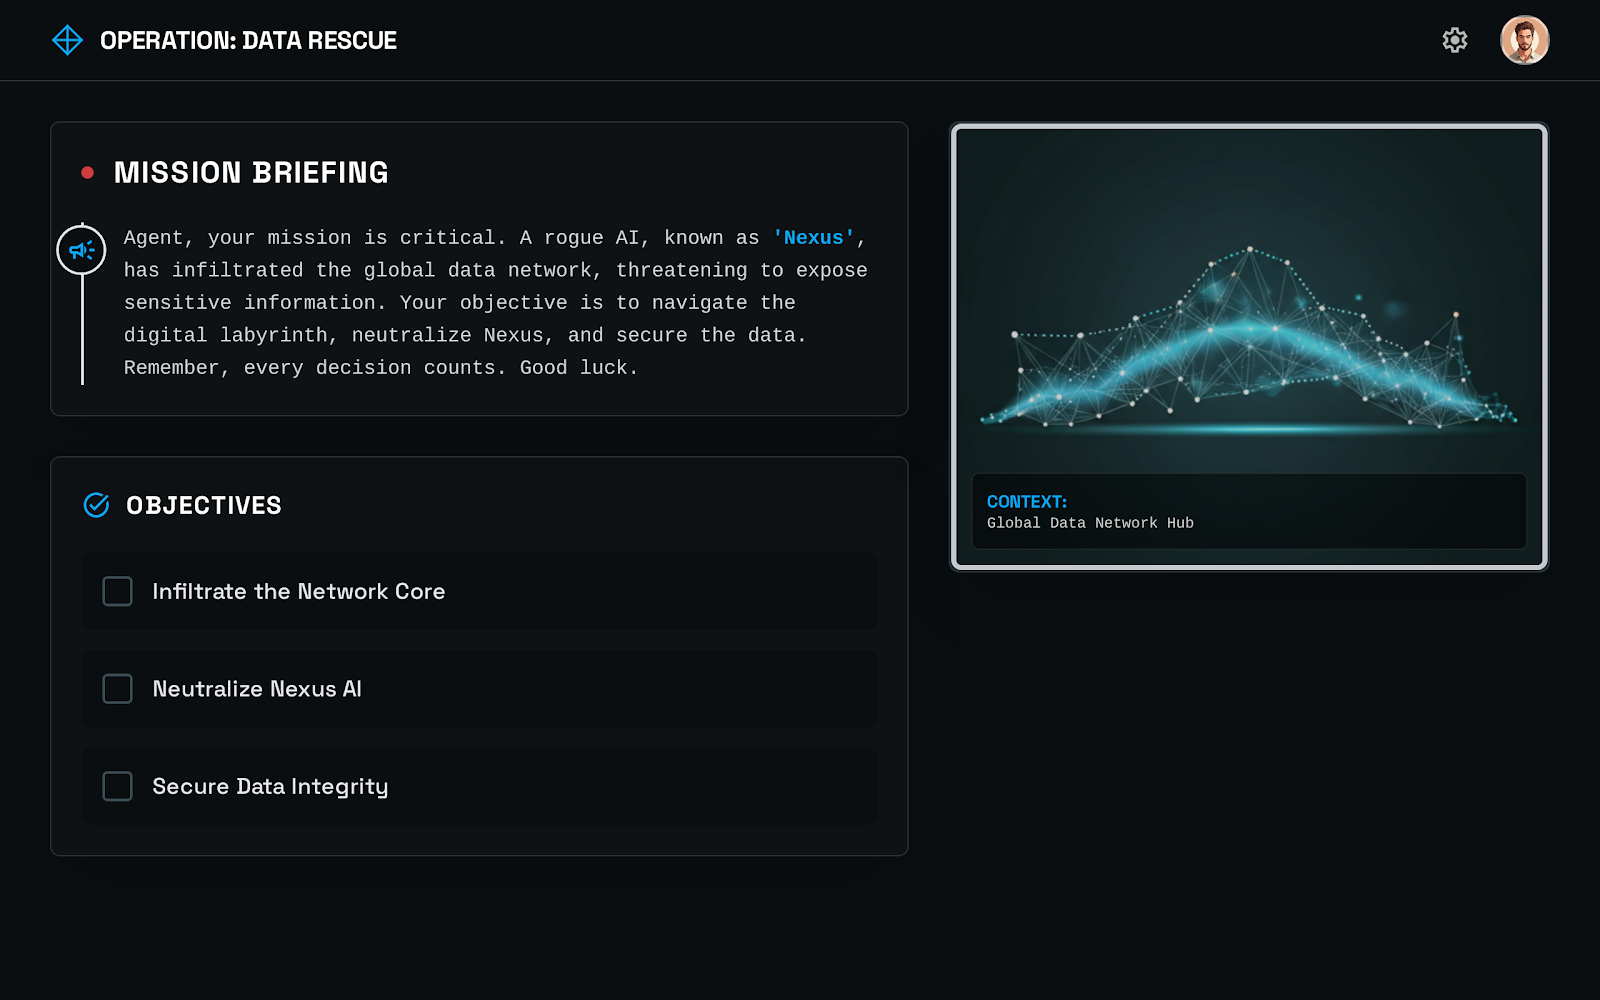 OPERATION: DATA RESCUE
MISSION BRIEFING
Agent, your mission is critical. A rogue AI, known as 'Nexus',
has infiltrated the global data network, threatening to expose
sensitive information. Your objective is to navigate the
digital labyrinth, neutralize Nexus, and secure the data.
Remember, every decision counts. Good luck.
OBJECTIVES
Infiltrate the Network Core
Neutralize Nexus AI
Secure Data Integrity
CONTEXT:
Global Data Network Hub